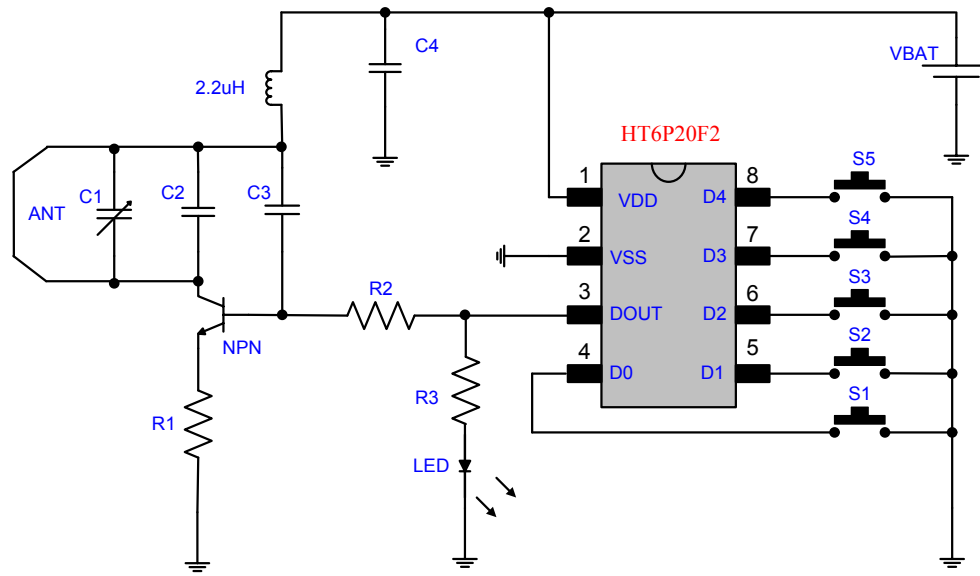 C4
VBAT
2.2uH
HT6P20F2
ANT
C1
C2
C3
1
VDD
D4
8
S5
2
VSS
D3
7
S4
3
DOUT
D2
6
S3
4
D0
D1
5
S2
S1
R2
NPN
R3
R1
LED